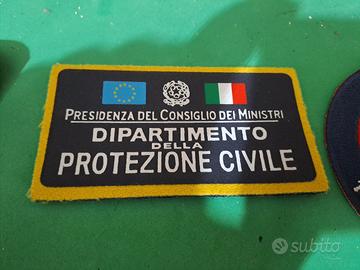 PRESIDENZA DEL CONSIGLIO DEI MINISTRI
DIPARTIMENTO
DELLA
PROTEZIONE CIVILE
subito